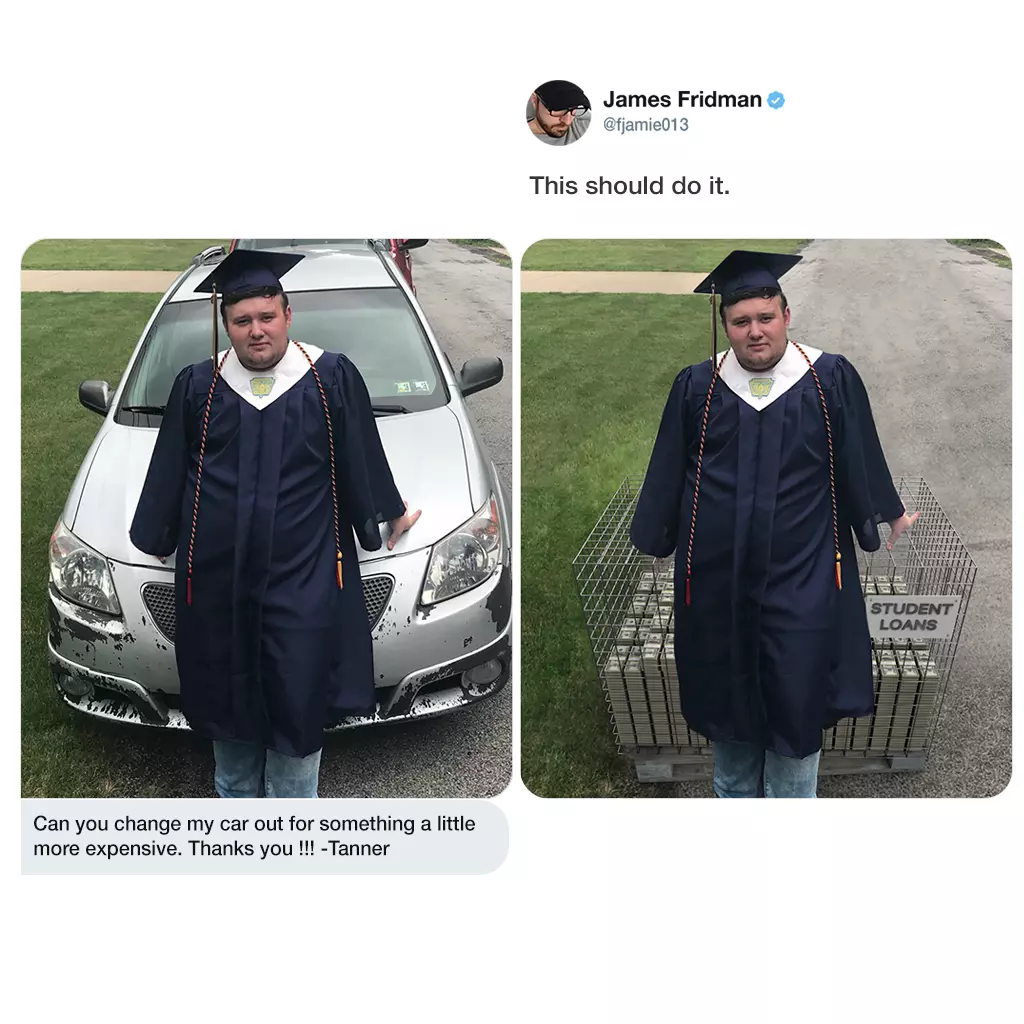 James Fridman
@fjamie013
This should do it.
STUDENT
LOANS
Can you change my car out for something a little
more expensive. Thanks you !!! -Tanner